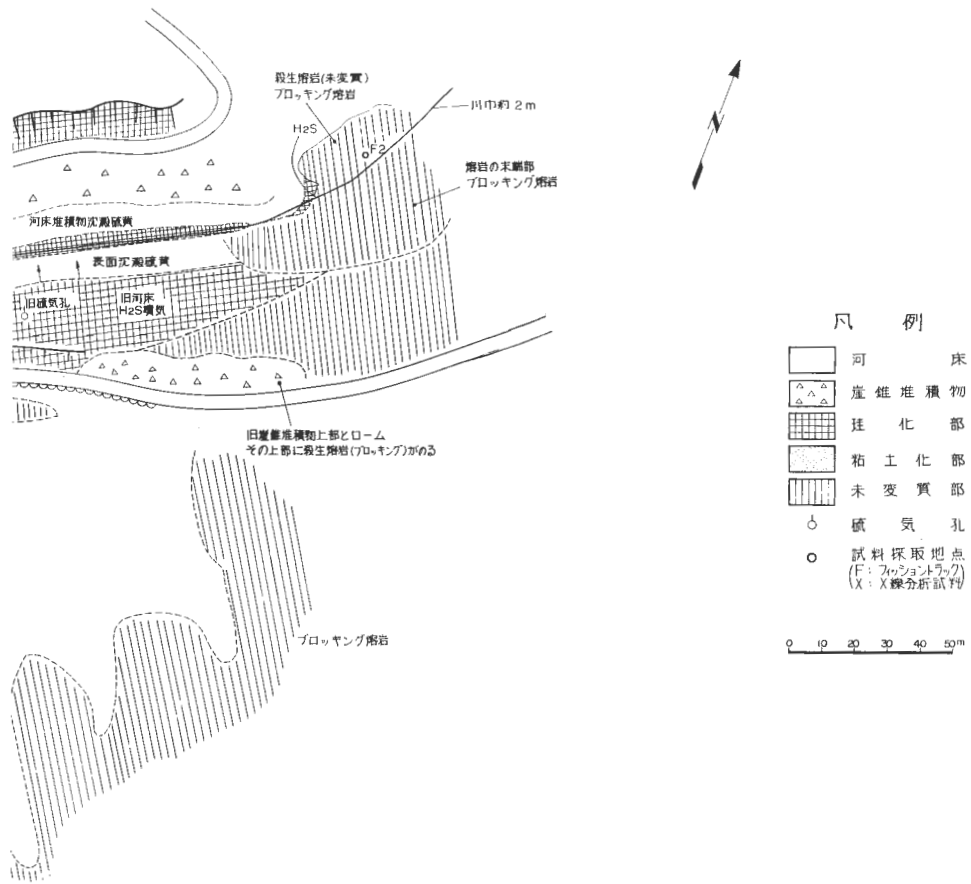 殺生熔岩(未変質)
ブロッキング熔岩
川巾約2m
H2S
F2
熔岩の末端部
ブロッキング熔岩
河床堆積物沈澱硫黄
表面沈澱硫黄
旧硫気孔
旧河床
H2S噴気
旧崖錐堆積物上部とローム
その上部に殺生熔岩(ブロッキング)がのる
ブロッキング熔岩
凡例
河床
崖錐堆積物
珪化部
粘土化部
未変質部
硫気孔
試料採取地点
(F:フィッショントラック)
(X:X線分析試料)
0 10 20 30 40 50m